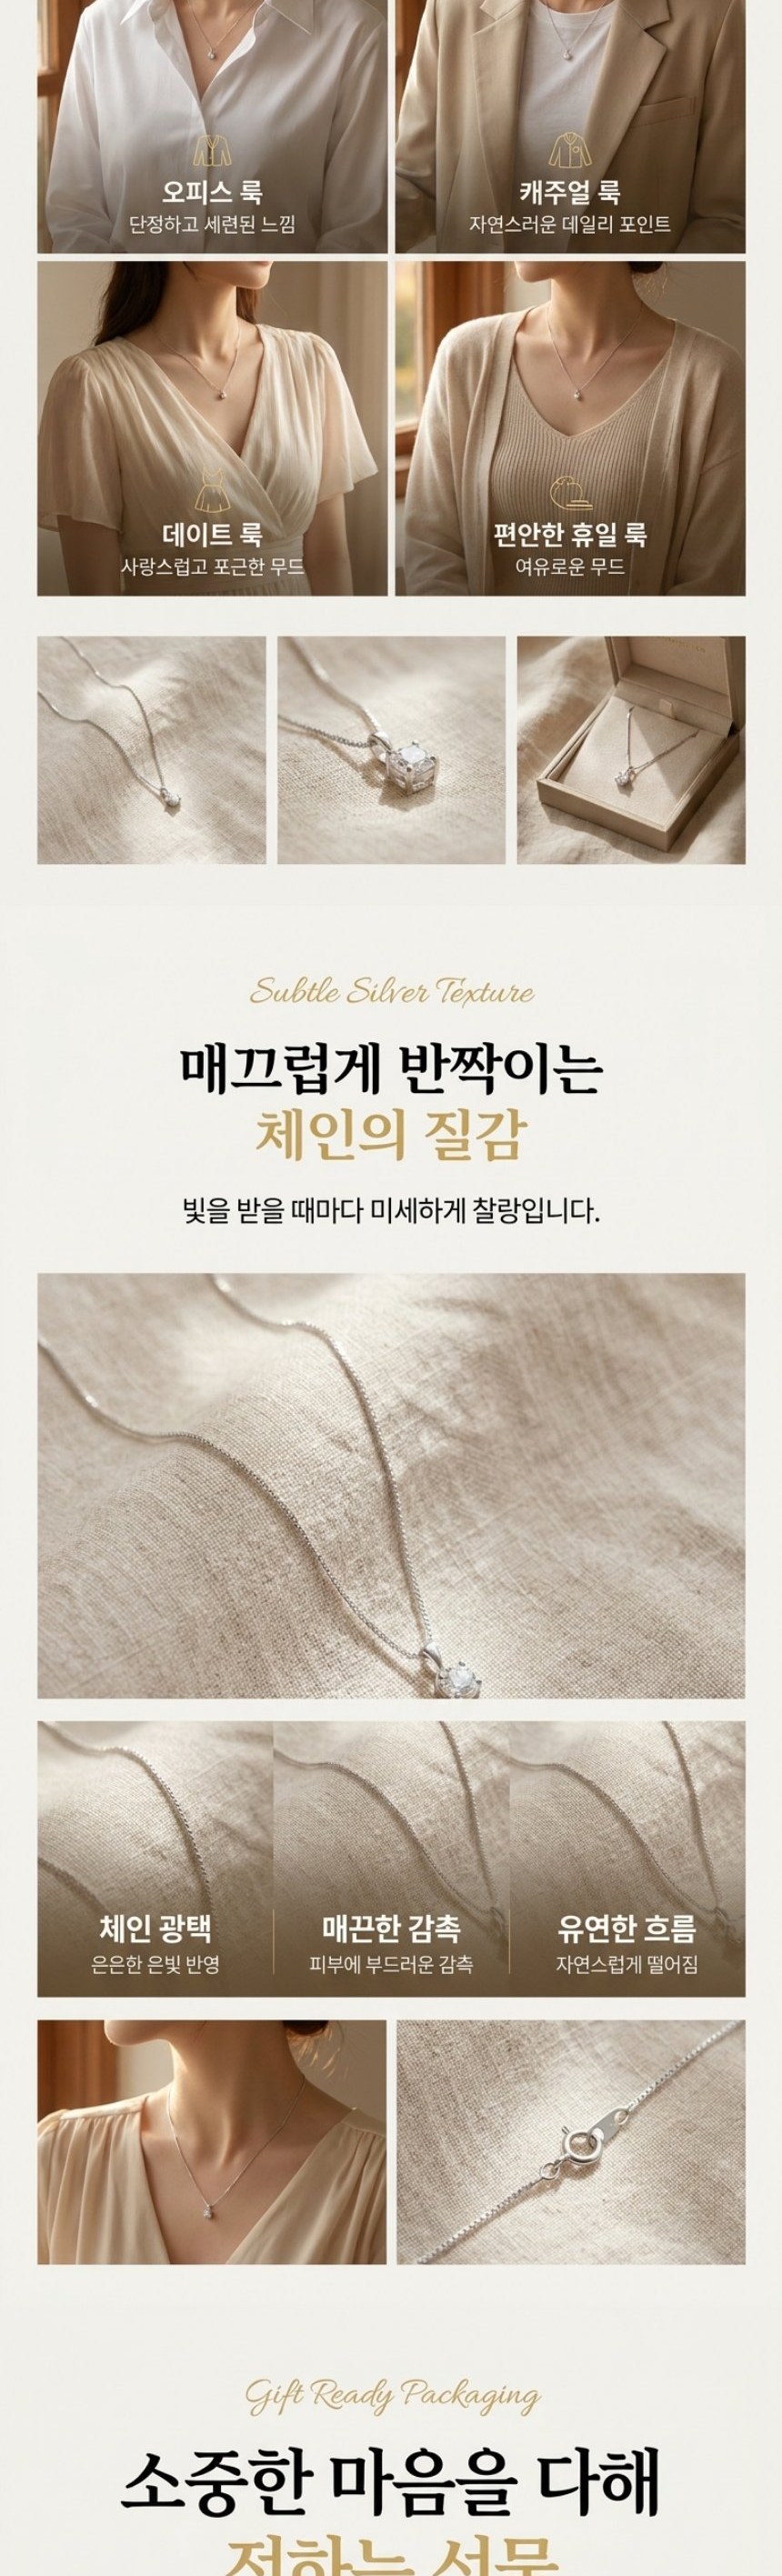 오피스 룩
단정하고 세련된 느낌
캐주얼 룩
자연스러운 데일리 포인트
데이트 룩
사랑스럽고 포근한 무드
편안한 휴일 룩
여유로운 무드
Subtle Silver Texture
매끄럽게 반짝이는
체인의 질감
빛을 받을 때마다 미세하게 찰랑입니다.
체인 광택
은은한 은빛 반영
매끈한 감촉
피부에 부드러운 감촉
유연한 흐름
자연스럽게 떨어짐
Gift Ready Packaging
소중한 마음을 다해
전하는 선물